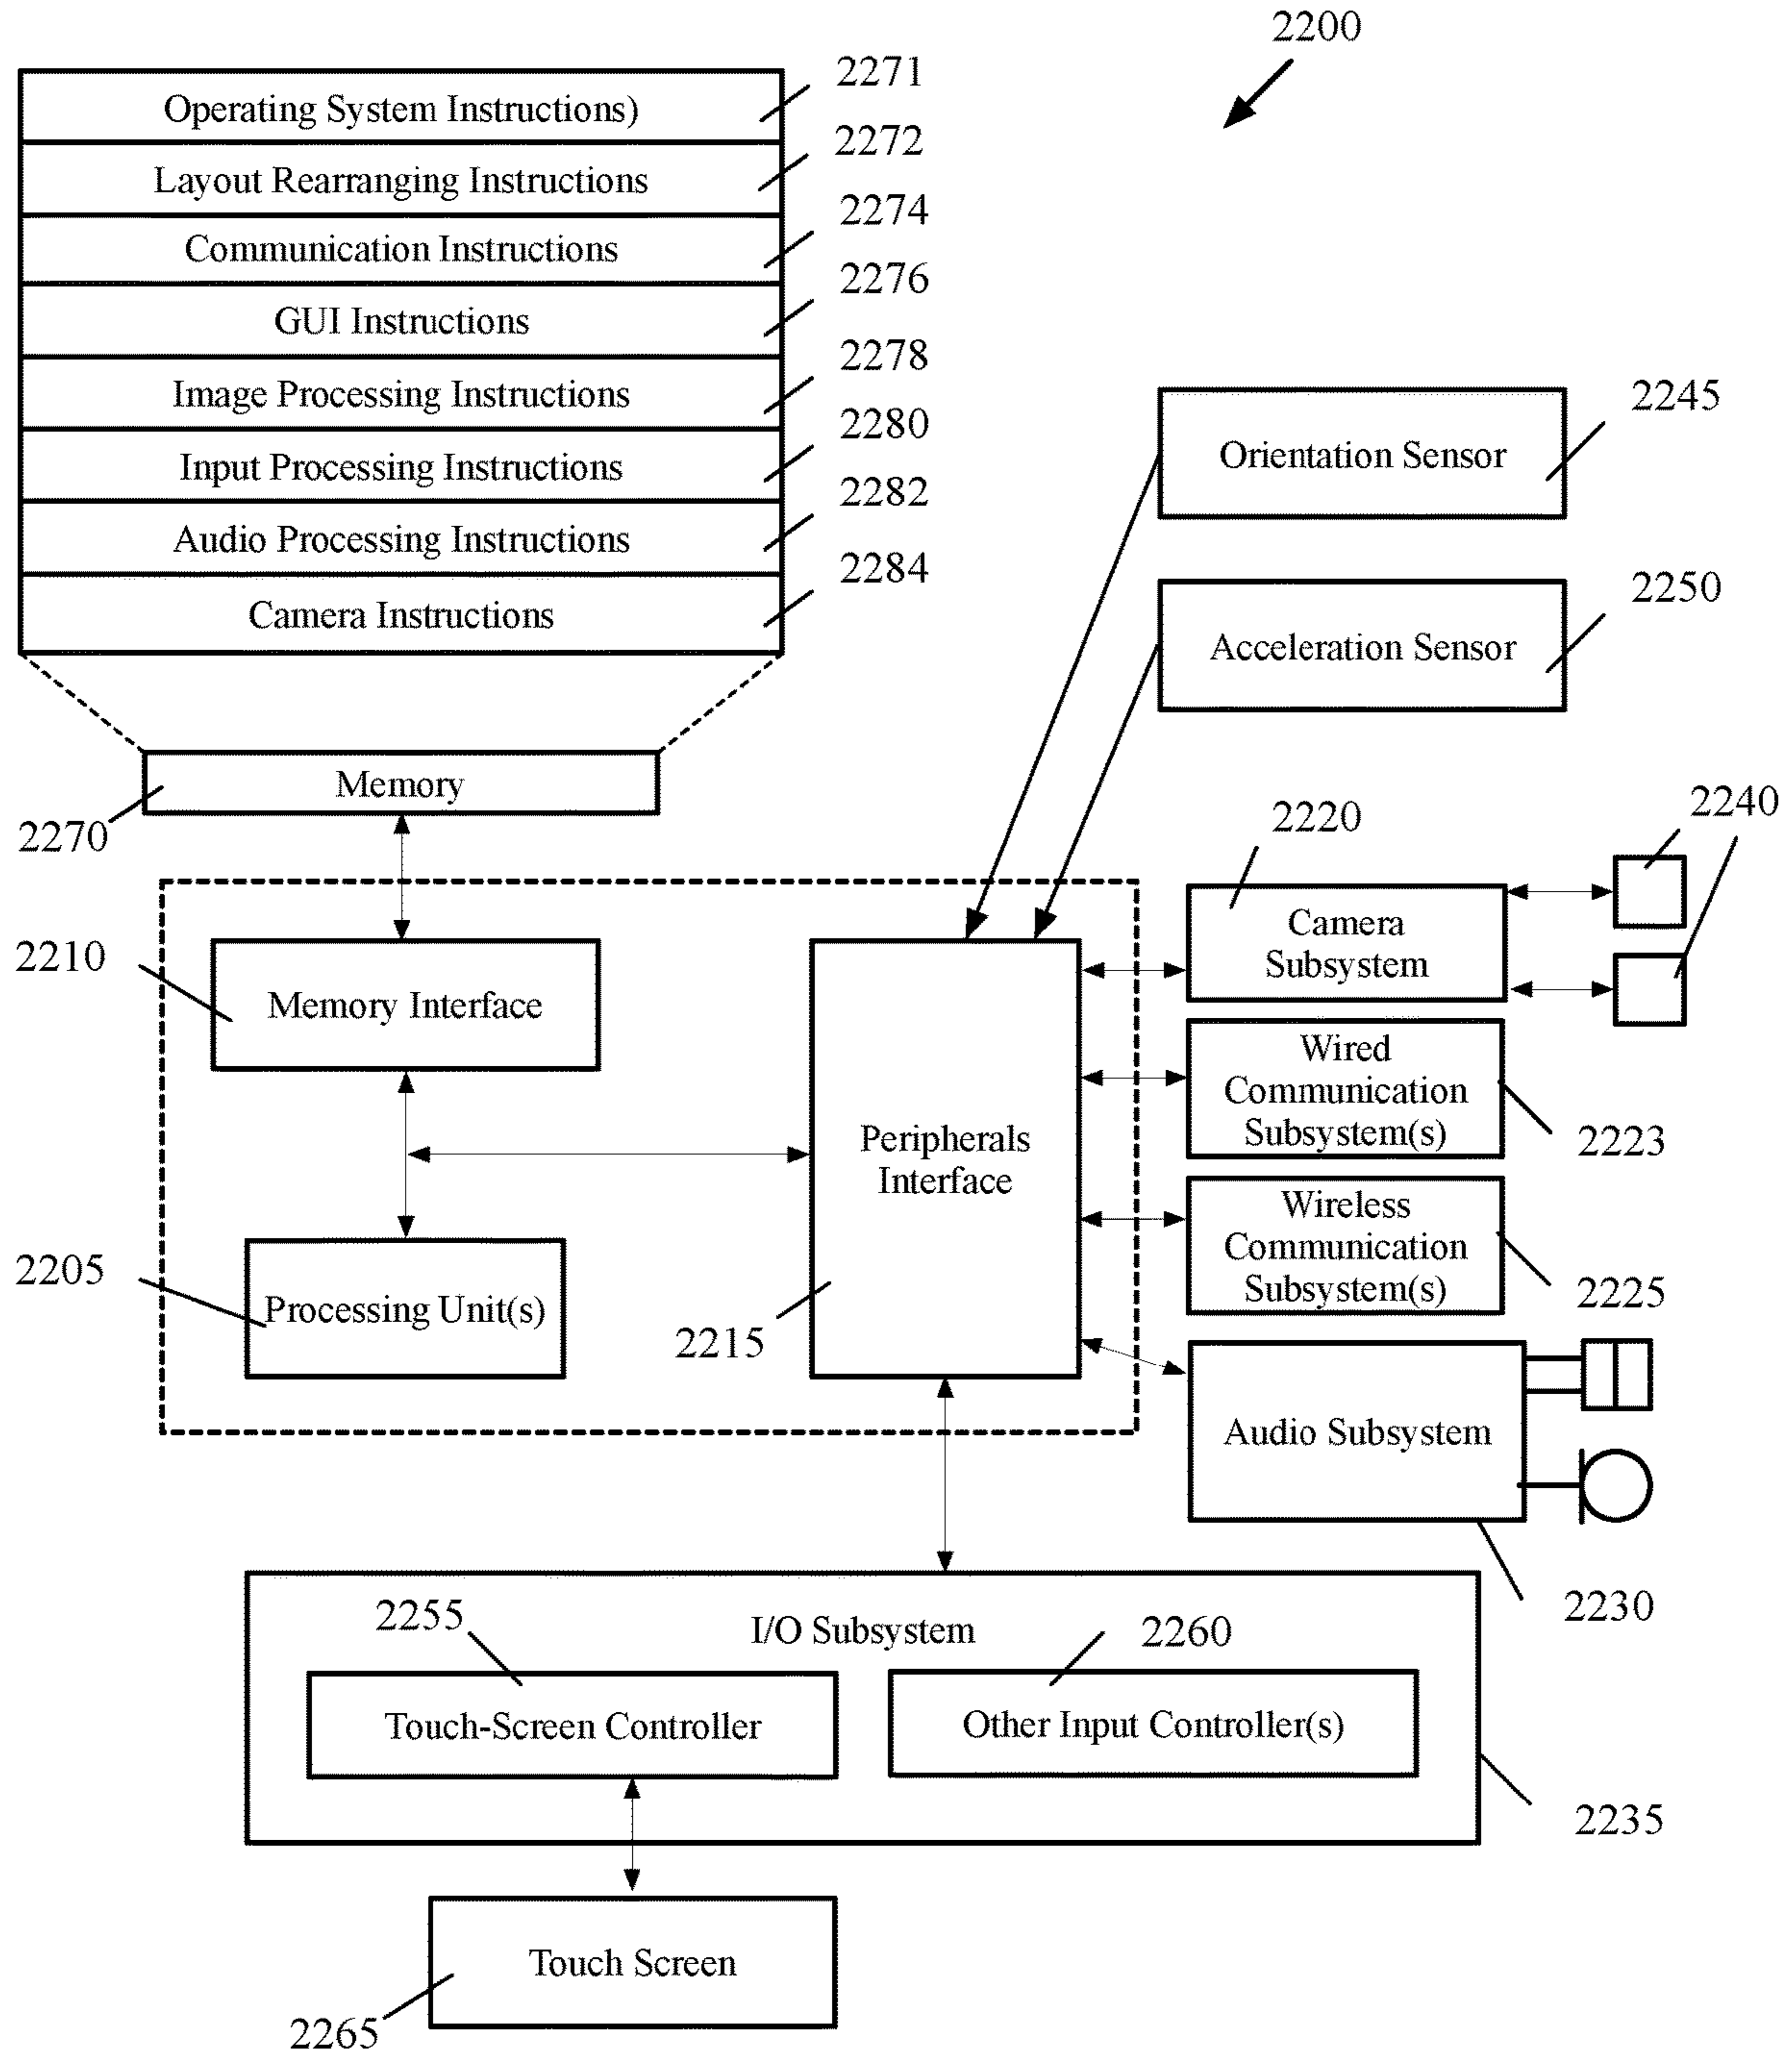 2200
2271
Operating System Instructions)
2272
Layout Rearranging Instructions
2274
Communication Instructions
2276
GUI Instructions
2278
Image Processing Instructions
2280
Input Processing Instructions
2282
Audio Processing Instructions
2284
Camera Instructions
2245
Orientation Sensor
2250
Acceleration Sensor
Memory
2270
2220
2240
Camera
Subsystem
2210
Memory Interface
Wired
Communication
Subsystem(s)
2223
Peripherals
Interface
2215
Wireless
Communication
Subsystem(s)
2225
2205
Processing Unit(s)
Audio Subsystem
2230
I/O Subsystem
2255
2260
Touch-Screen Controller
Other Input Controller(s)
2235
Touch Screen
2265